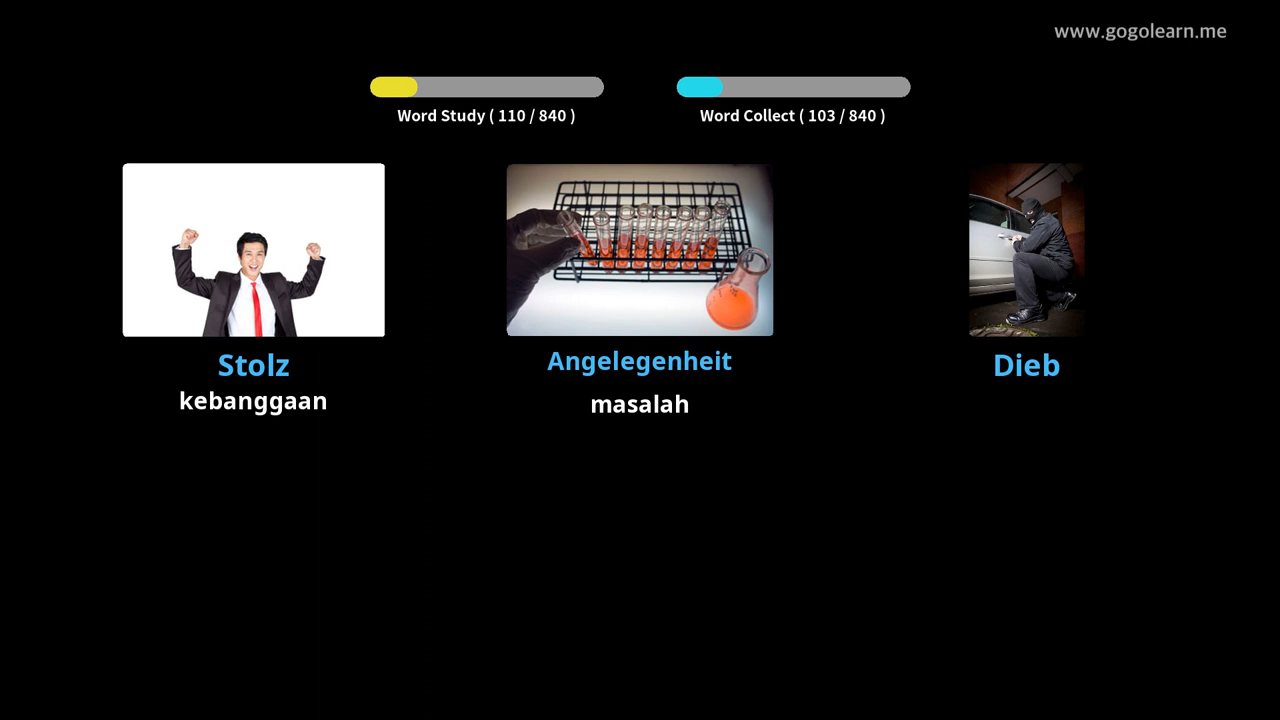 www.gogolearn.me
Word Study ( 110 / 840 )
Word Collect ( 103 / 840 )
Stolz
kebanggaan
Angelegenheit
masalah
Dieb